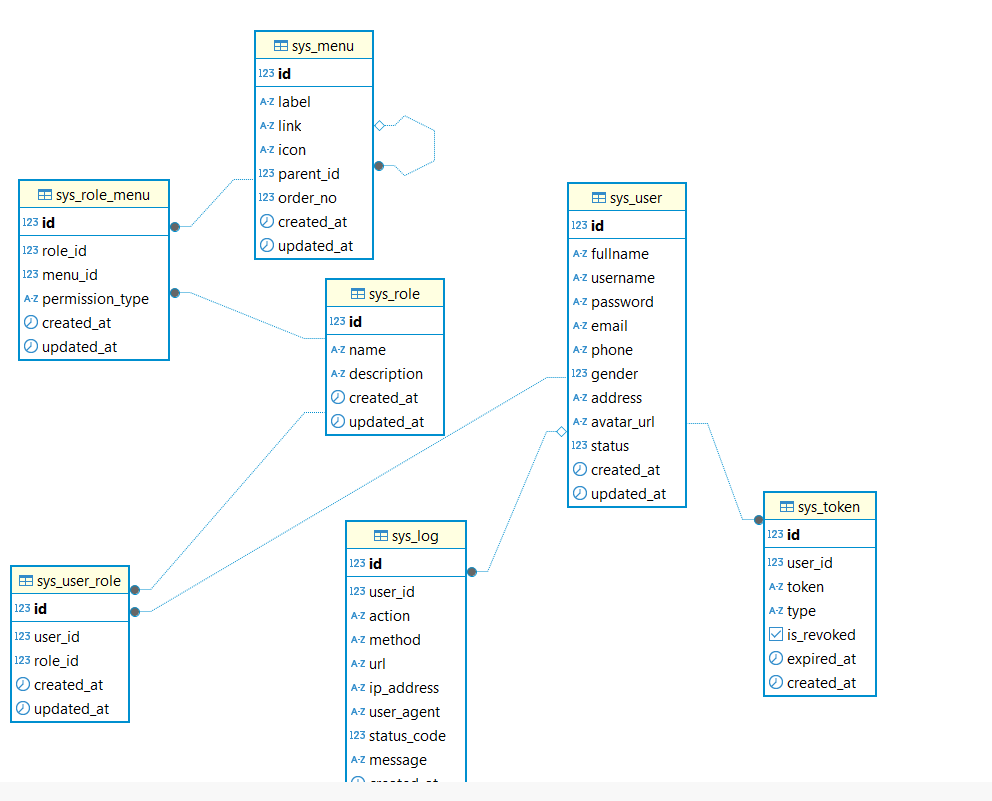 sys_menu
123 id
A-Z label
A-Z link
A-Z icon
123 parent_id
123 order_no
created_at
updated_at
sys_role_menu
123 id
123 role_id
123 menu_id
A-Z permission_type
created_at
updated_at
sys_role
123 id
A-Z name
A-Z description
created_at
updated_at
sys_user
123 id
A-Z fullname
A-Z username
A-Z password
A-Z email
A-Z phone
123 gender
A-Z address
A-Z avatar_url
123 status
created_at
updated_at
sys_token
123 id
123 user_id
A-Z token
A-Z type
is_revoked
expired_at
created_at
sys_log
123 id
123 user_id
A-Z action
A-Z method
A-Z url
A-Z ip_address
A-Z user_agent
123 status_code
A-Z message
sys_user_role
123 id
123 user_id
123 role_id
created_at
updated_at